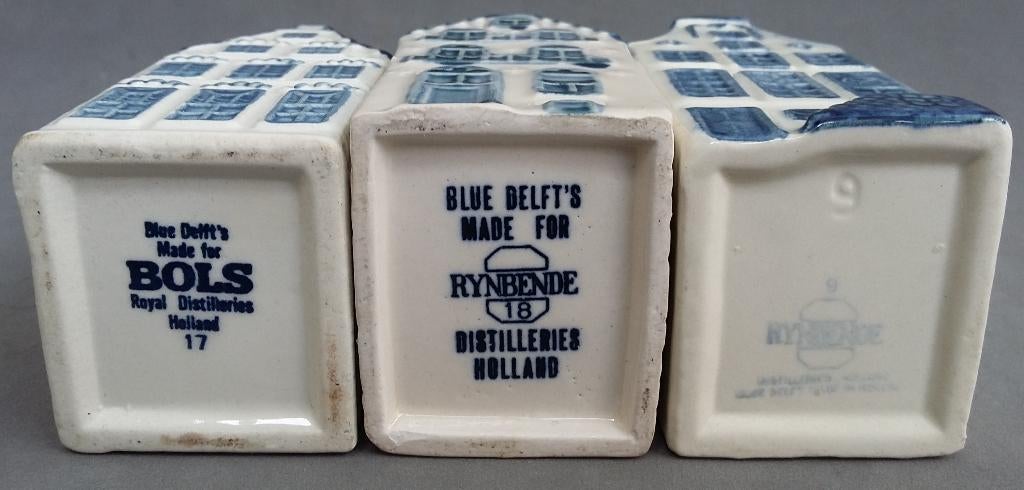 Blue Delft's
Made for
BOLS
Royal Distilleries
Holland
17
BLUE DELFT'S
MADE FOR
RYNBENDE
18
DISTILLERIES
HOLLAND
9
9
RYNBENDE